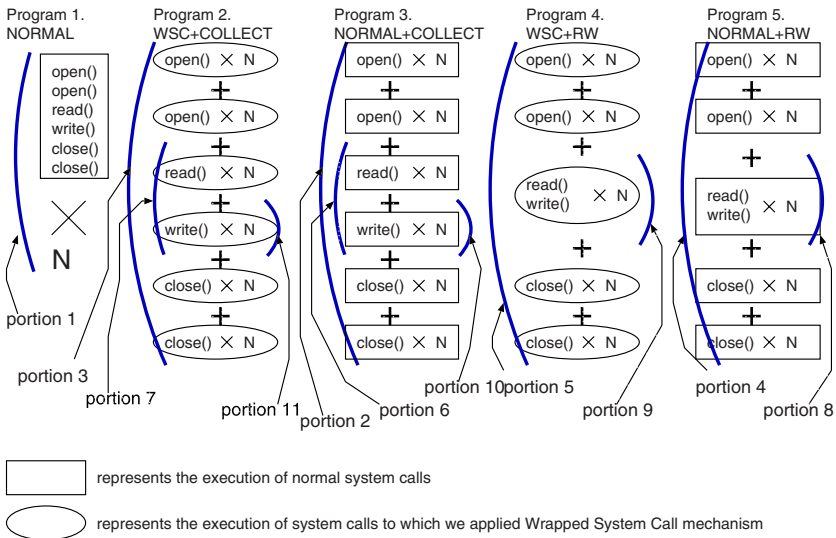 Program 1.
NORMAL
open()
open()
read()
write()
close()
close()
N
portion 1
Program 2.
WSC+COLLECT
open() × N
+
open() × N
+
read() × N
+
write() × N
+
close() × N
+
close() × N
portion 3
portion 7
portion 11
Program 3.
NORMAL+COLLECT
open() × N
+
open() × N
+
read() × N
+
write() × N
+
close() × N
+
close() × N
portion 2
portion 6
portion 10
Program 4.
WSC+RW
open() × N
+
open() × N
+
read()
write() × N
+
close() × N
+
close() × N
portion 5
portion 9
Program 5.
NORMAL+RW
open() × N
+
open() × N
+
read()
write() × N
+
close() × N
+
close() × N
portion 4
portion 8
represents the execution of normal system calls
represents the execution of system calls to which we applied Wrapped System Call mechanism